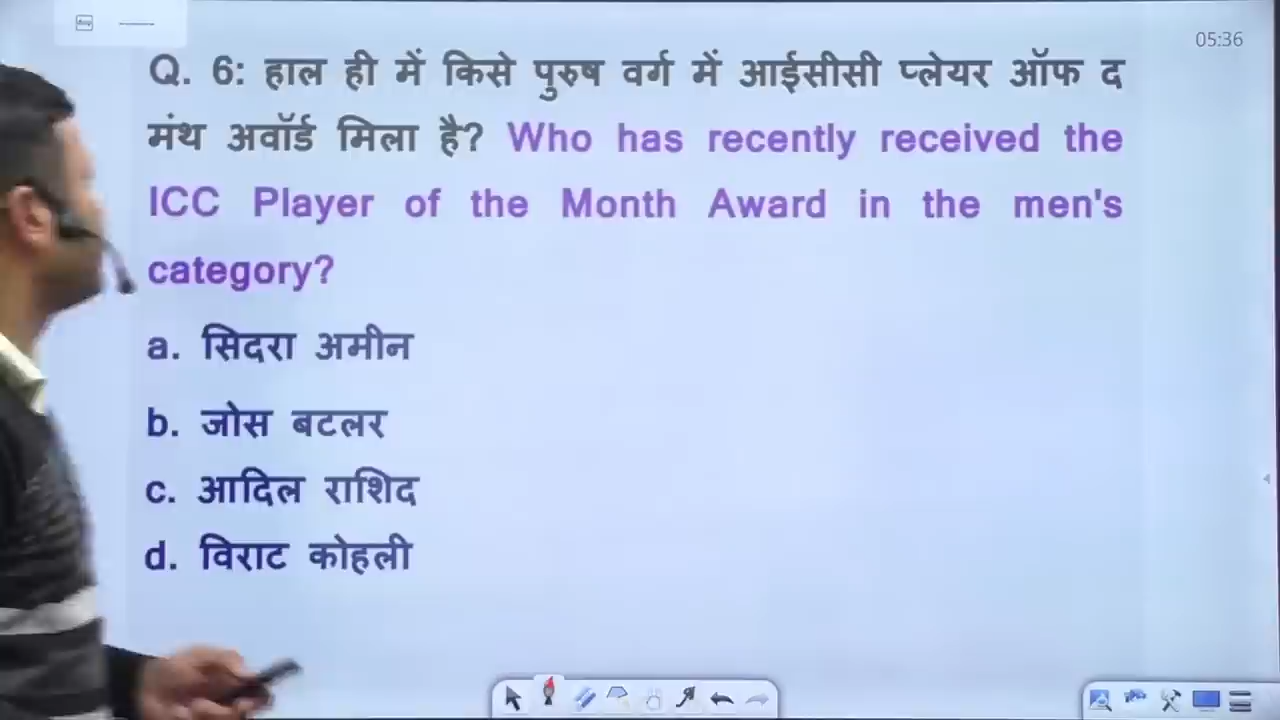 05:36
Q. 6: हाल ही में किसे पुरुष वर्ग में आईसीसी प्लेयर ऑफ द
मंथ अवॉर्ड मिला है? Who has recently received the
ICC Player of the Month Award in the men's
category?
a. सिदरा अमीन
b. जोस बटलर
c. आदिल राशिद
d. विराट कोहली